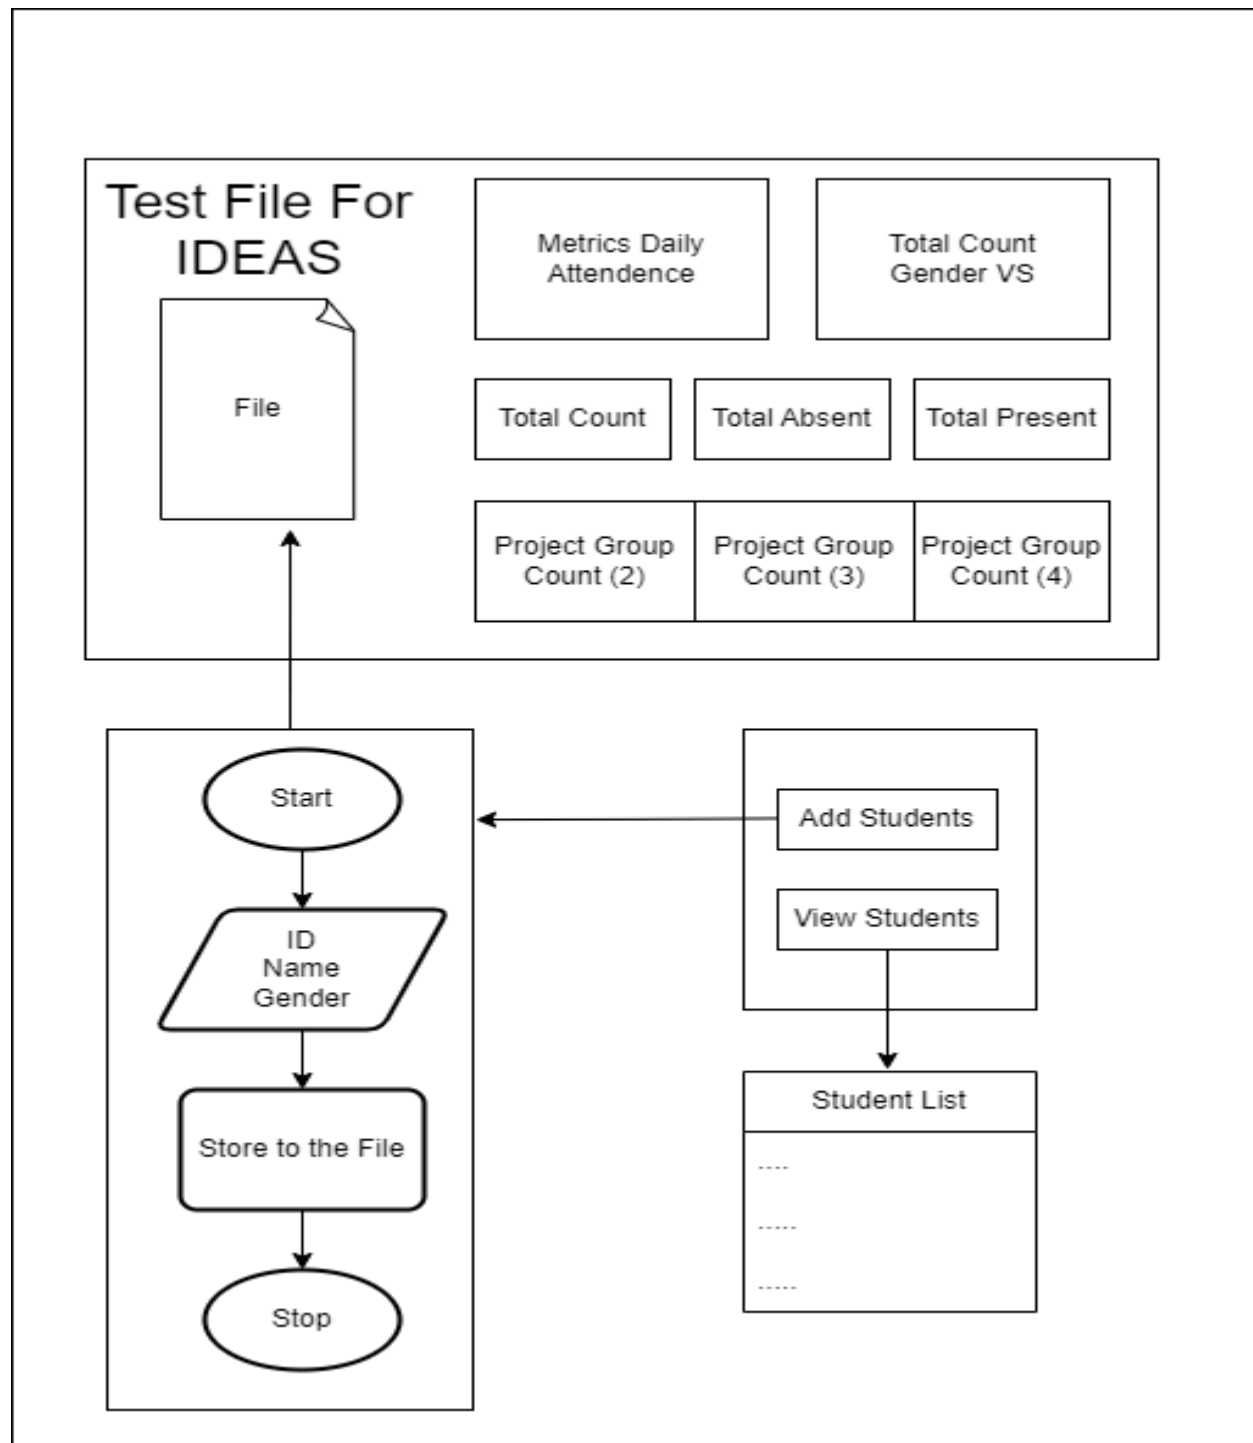 Test File For
IDEAS
File
Metrics Daily
Attendence
Total Count
Gender VS
Total Count
Total Absent
Total Present
Project Group
Count (2)
Project Group
Count (3)
Project Group
Count (4)
Start
ID
Name
Gender
Store to the File
Stop
Add Students
View Students
Student List
----
-----
-----